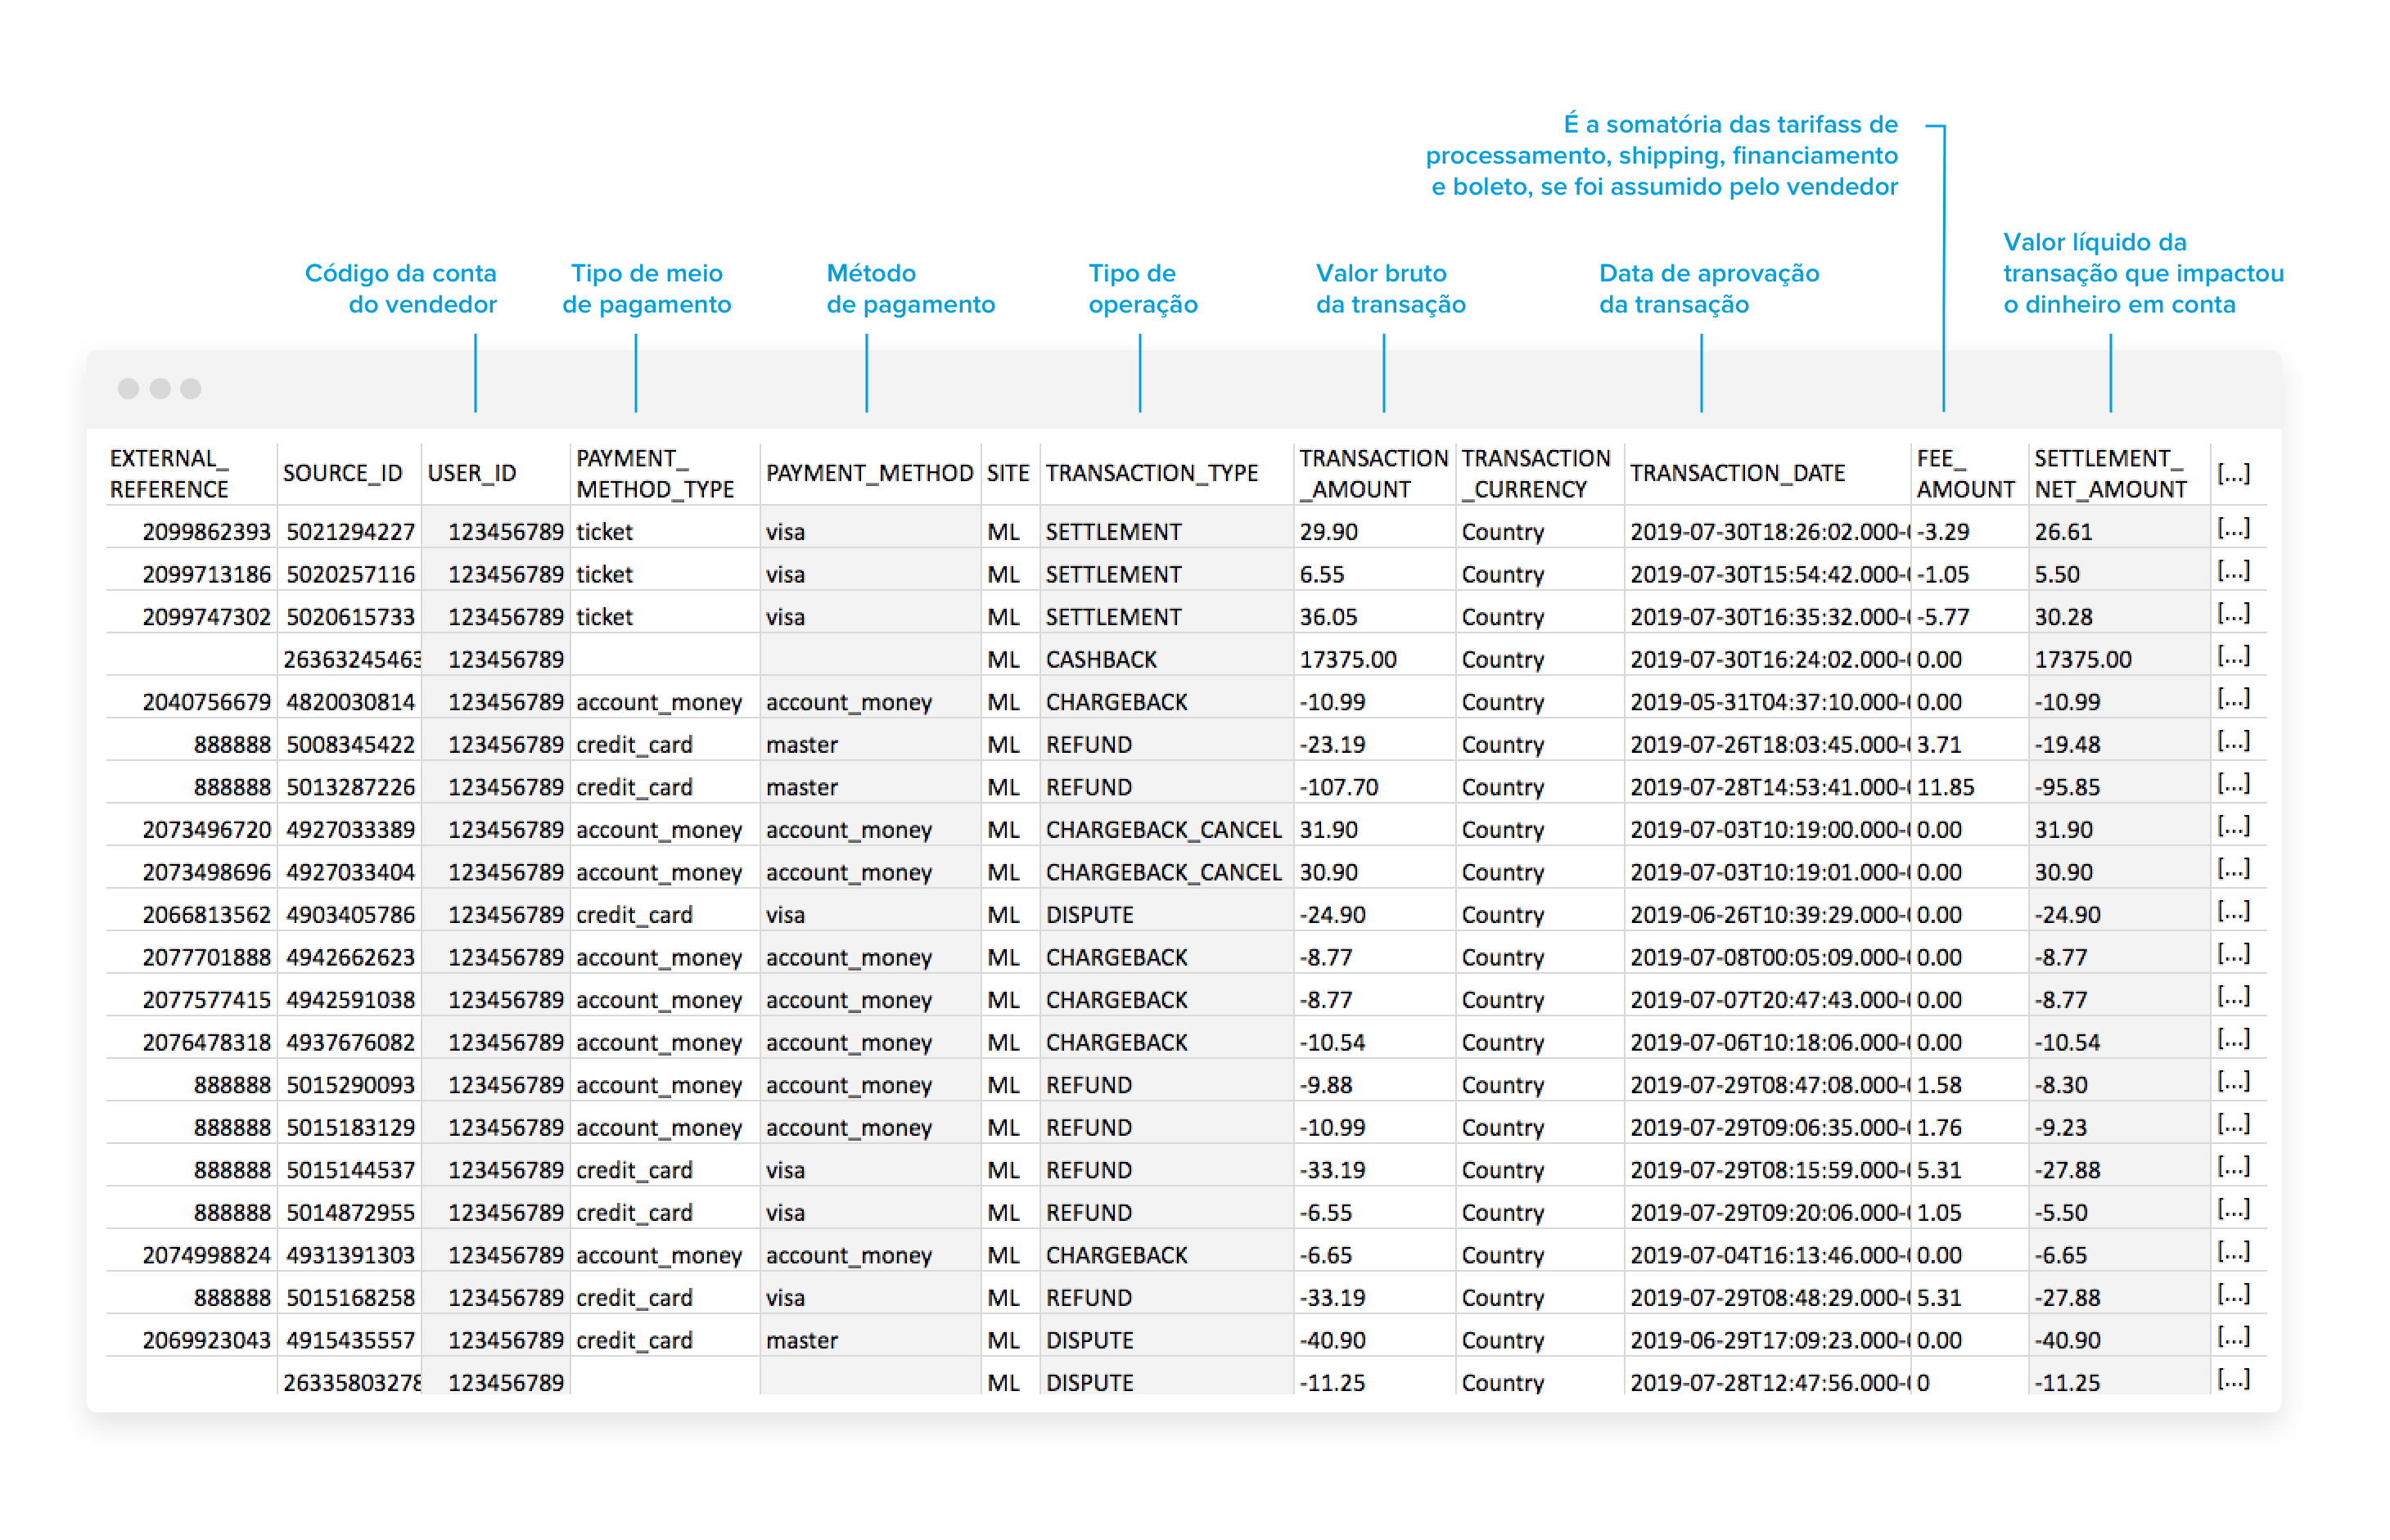 É a somatória das tarifass de
processamento, shipping, financiamento
e boleto, se foi assumido pelo vendedor
Código da conta
do vendedor
Tipo de meio
de pagamento
Método
de pagamento
Tipo de
operação
Valor bruto
da transação
Data de aprovação
da transação
Valor líquido da
transação que impactou
o dinheiro em conta
EXTERNAL_
REFERENCE
SOURCE_ID
USER_ID
PAYMENT_
METHOD_TYPE
PAYMENT_METHOD
SITE
TRANSACTION_TYPE
TRANSACTION
_AMOUNT
TRANSACTION
_CURRENCY
TRANSACTION_DATE
FEE_
AMOUNT
SETTLEMENT_
NET_AMOUNT
[...]
2099862393 5021294227 123456789 ticket visa ML SETTLEMENT 29.90 Country 2019-07-30T18:26:02.000- -3.29 26.61 [...]
2099713186 5020257116 123456789 ticket visa ML SETTLEMENT 6.55 Country 2019-07-30T15:54:42.000- -1.05 5.50 [...]
2099747302 5020615733 123456789 ticket visa ML SETTLEMENT 36.05 Country 2019-07-30T16:35:32.000- -5.77 30.28 [...]
26363245463 123456789 ML CASHBACK 17375.00 Country 2019-07-30T16:24:02.000- 0.00 17375.00 [...]
2040756679 4820030814 123456789 account_money account_money ML CHARGEBACK -10.99 Country 2019-05-31T04:37:10.000- 0.00 -10.99 [...]
888888 5008345422 123456789 credit_card master ML REFUND -23.19 Country 2019-07-26T18:03:45.000- 3.71 -19.48 [...]
888888 5013287226 123456789 credit_card master ML REFUND -107.70 Country 2019-07-28T14:53:41.000- 11.85 -95.85 [...]
2073496720 4927033389 123456789 account_money account_money ML CHARGEBACK_CANCEL 31.90 Country 2019-07-03T10:19:00.000- 0.00 31.90 [...]
2073498696 4927033404 123456789 account_money account_money ML CHARGEBACK_CANCEL 30.90 Country 2019-07-03T10:19:01.000- 0.00 30.90 [...]
2066813562 4903405786 123456789 credit_card visa ML DISPUTE -24.90 Country 2019-06-26T10:39:29.000- 0.00 -24.90 [...]
2077701888 4942662623 123456789 account_money account_money ML CHARGEBACK -8.77 Country 2019-07-08T00:05:09.000- 0.00 -8.77 [...]
2077577415 4942591038 123456789 account_money account_money ML CHARGEBACK -8.77 Country 2019-07-07T20:47:43.000- 0.00 -8.77 [...]
2076478318 4937676082 123456789 account_money account_money ML CHARGEBACK -10.54 Country 2019-07-06T10:18:06.000- 0.00 -10.54 [...]
888888 5015290093 123456789 account_money account_money ML REFUND -9.88 Country 2019-07-29T08:47:08.000- 1.58 -8.30 [...]
888888 5015183129 123456789 account_money account_money ML REFUND -10.99 Country 2019-07-29T09:06:35.000- 1.76 -9.23 [...]
888888 5015144537 123456789 credit_card visa ML REFUND -33.19 Country 2019-07-29T08:15:59.000- 5.31 -27.88 [...]
888888 5014872955 123456789 credit_card visa ML REFUND -6.55 Country 2019-07-29T09:20:06.000- 1.05 -5.50 [...]
2074998824 4931391303 123456789 account_money account_money ML CHARGEBACK -6.65 Country 2019-07-04T16:13:46.000- 0.00 -6.65 [...]
888888 5015168258 123456789 credit_card visa ML REFUND -33.19 Country 2019-07-29T08:48:29.000- 5.31 -27.88 [...]
2069923043 4915435557 123456789 credit_card master ML DISPUTE -40.90 Country 2019-06-29T17:09:23.000- 0.00 -40.90 [...]
26335803278 123456789 ML DISPUTE -11.25 Country 2019-07-28T12:47:56.000- 0 -11.25 [...]